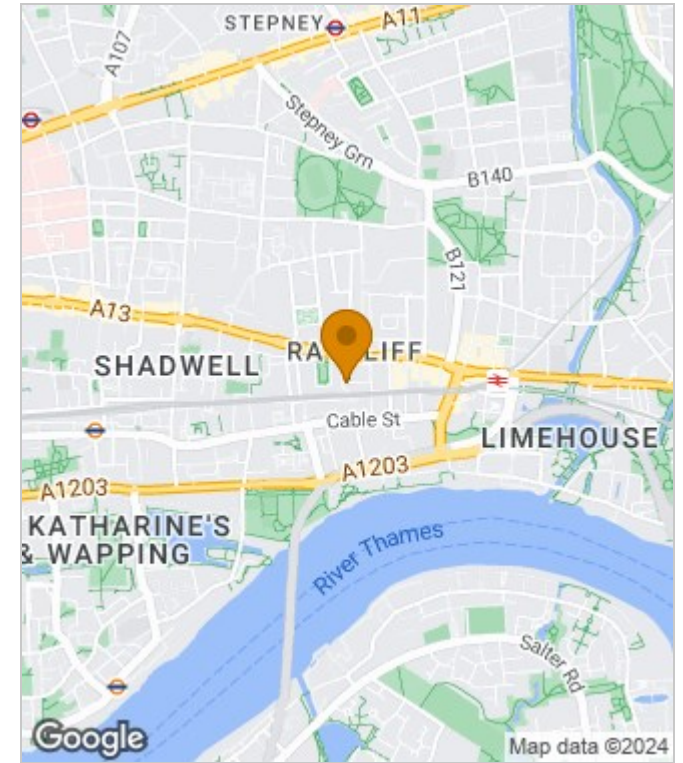 STEPNEY
A11
A107
Stepney Grn
B140
B121
A13
SHADWELL
LIFF
Cable St
LIMEHOUSE
A1203
A1203
KATHARINE'S
& WAPPING
River Thames
Salter Rd
Google
Map data ©2024